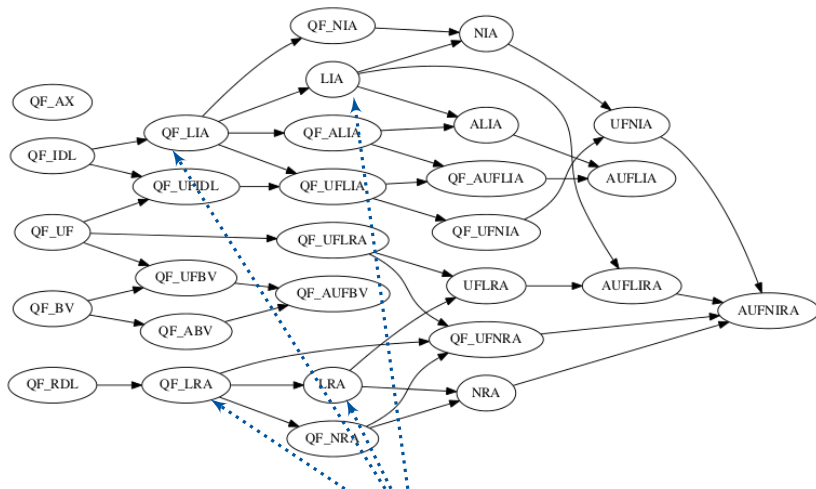 QF_NIA
NIA
LIA
QF_AX
QF_LIA
QF_ALIA
ALIA
UFNIA
QF_IDL
QF_UFIDL
QF_UFLIA
QF_AUFLIA
AUFLIA
QF_UF
QF_UFLRA
QF_UFNIA
QF_UFBV
QF_AUFBV
UFLRA
AUFLIRA
QF_BV
QF_ABV
QF_UFNRA
AUFNIRA
QF_RDL
QF_LRA
LRA
NRA
QF_NRA